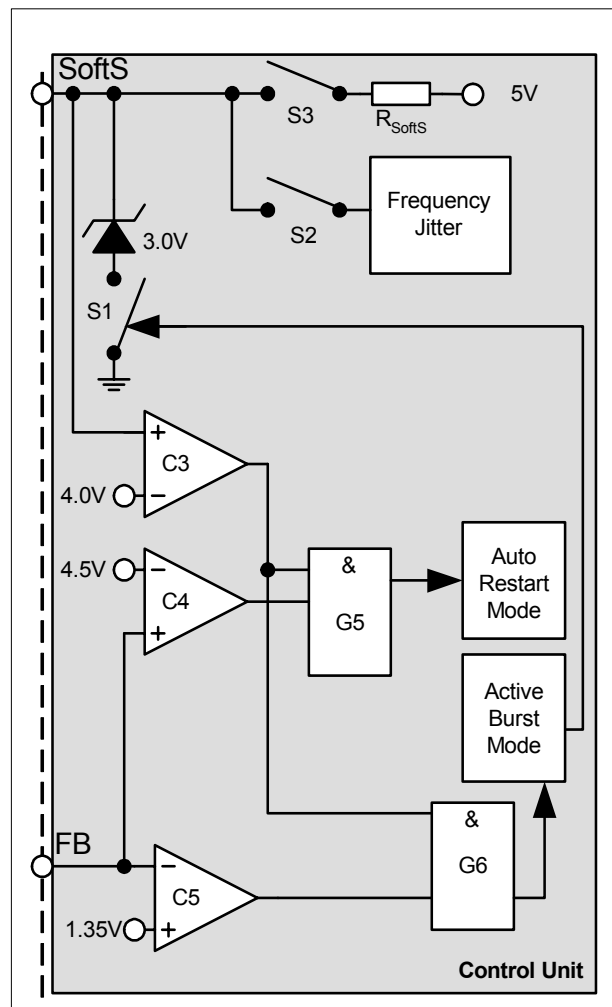 SoftS
5V
S3
R SoftS
Frequency
Jitter
S2
3.0V
S1
+
C3
4.0V
−
4.5V
−
C4
+
&
G5
Auto
Restart
Mode
Active
Burst
Mode
FB
−
C5
1.35V
+
&
G6
Control Unit